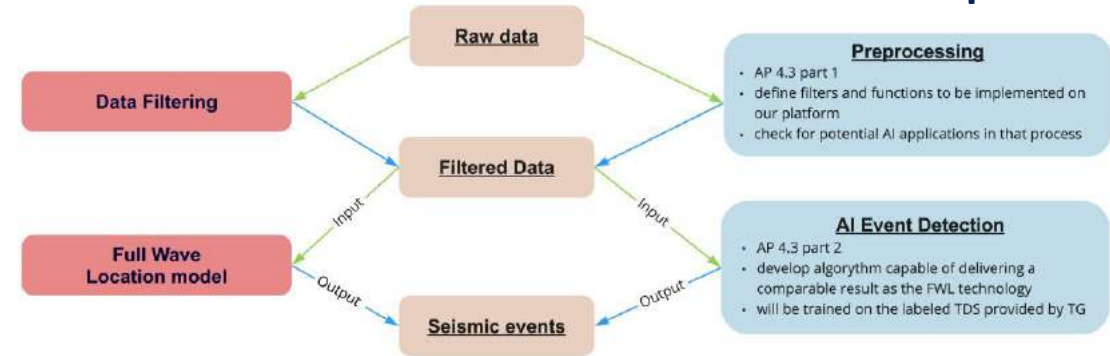 Raw data
Data Filtering
Preprocessing
• AP 4.3 part 1
• define filters and functions to be implemented on
our platform
• check for potential AI applications in that process
Filtered Data
Input
Input
Full Wave
Location model
AI Event Detection
• AP 4.3 part 2
• develop algorythm capable of delivering a
comparable result as the FWL technology
• will be trained on the labeled TDS provided by TG
Output
Output
Seismic events